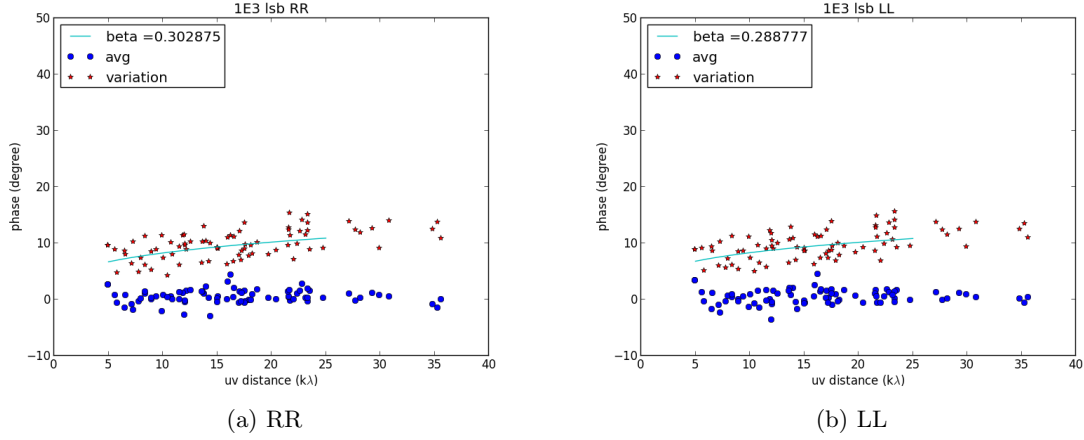 1E3 lsb RR
beta =0.302875
avg
variation
phase (degree)
50
40
30
20
10
0
−10
0 5 10 15 20 25 30 35 40
uv distance (kλ)
(a) RR
1E3 lsb LL
beta =0.288777
avg
variation
phase (degree)
50
40
30
20
10
0
−10
0 5 10 15 20 25 30 35 40
uv distance (kλ)
(b) LL